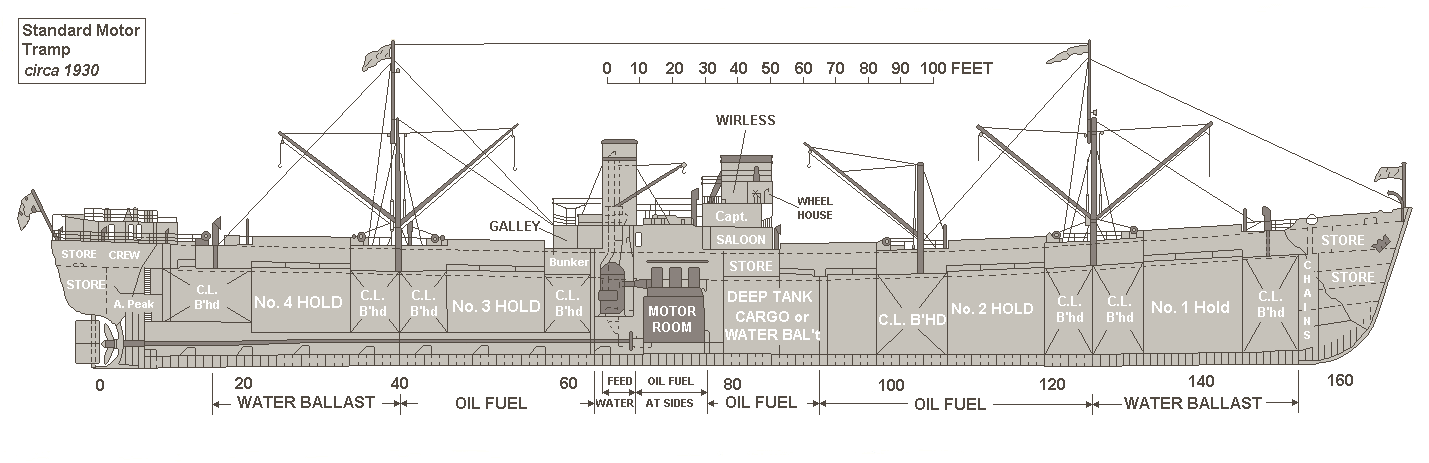 Standard Motor
Tramp
circa 1930
0 10 20 30 40 50 60 70 80 90 100 FEET
WIRLESS
WHEEL
HOUSE
GALLEY
Capt.
SALOON
STORE CREW
Bunker
STORE
STORE
STORE
A. Peak
C.L.
B'hd
No. 4 HOLD
C.L.
B'hd
C.L.
B'hd
No. 3 HOLD
C.L.
B'hd
MOTOR
ROOM
DEEP TANK
CARGO or
WATER BAL't
C.L. B'HD
No. 2 HOLD
C.L.
B'hd
C.L.
B'hd
No. 1 Hold
C.L.
B'hd
CHAINS
STORE
0 20 40 60 80 100 120 140 160
FEED
WATER
OIL FUEL
AT SIDES
WATER BALLAST
OIL FUEL
OIL FUEL
OIL FUEL
WATER BALLAST